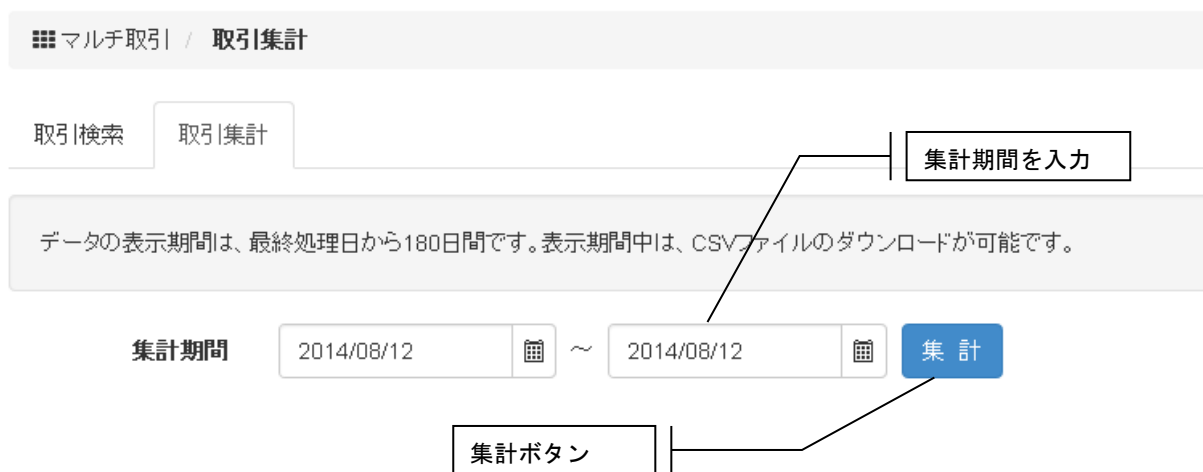 マルチ取引 / 取引集計
取引検索 取引集計
集計期間を入力
データの表示期間は、最終処理日から180日間です。表示期間中は、CSVファイルのダウンロードが可能です。
集計期間 2014/08/12 ～ 2014/08/12 集 計
集計ボタン